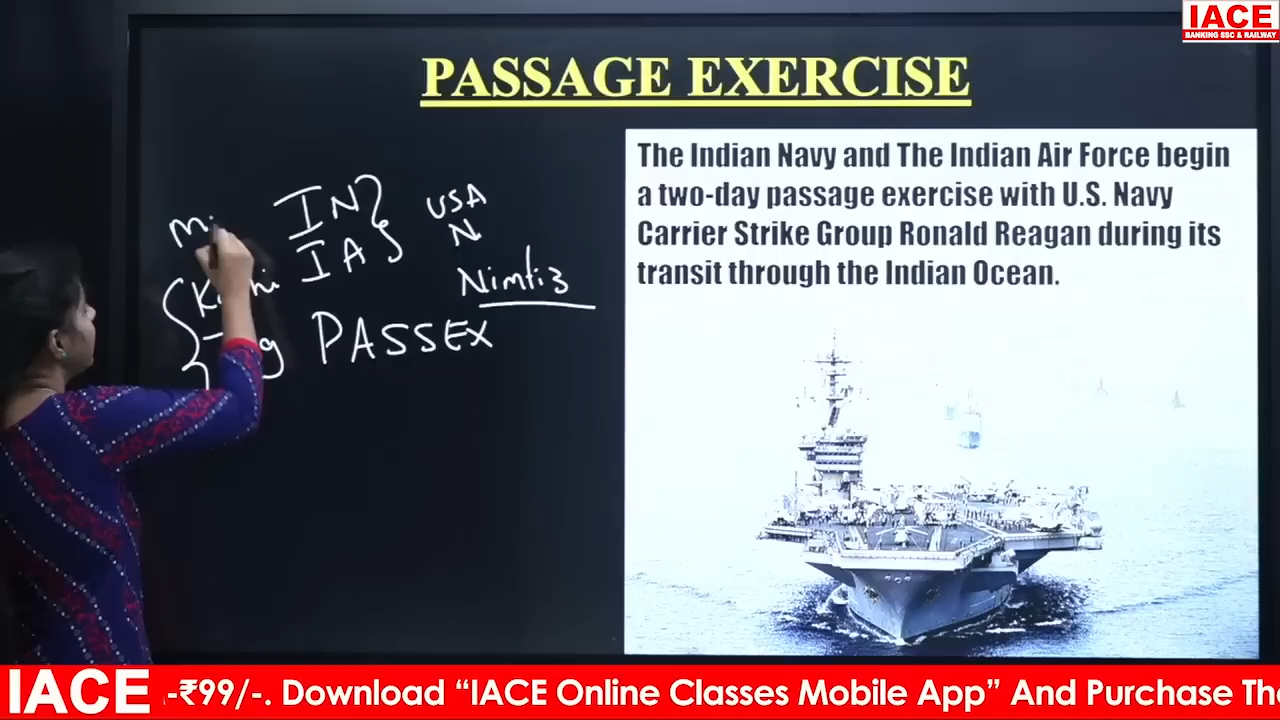 IACE
BANKING SSC & RAILWAY
PASSAGE EXERCISE
The Indian Navy and The Indian Air Force begin
a two-day passage exercise with U.S. Navy
Carrier Strike Group Ronald Reagan during its
transit through the Indian Ocean.
IN
IA
USA
N
Nimtiz
PASSEX
IACE
-₹99/-. Download “IACE Online Classes Mobile App” And Purchase The